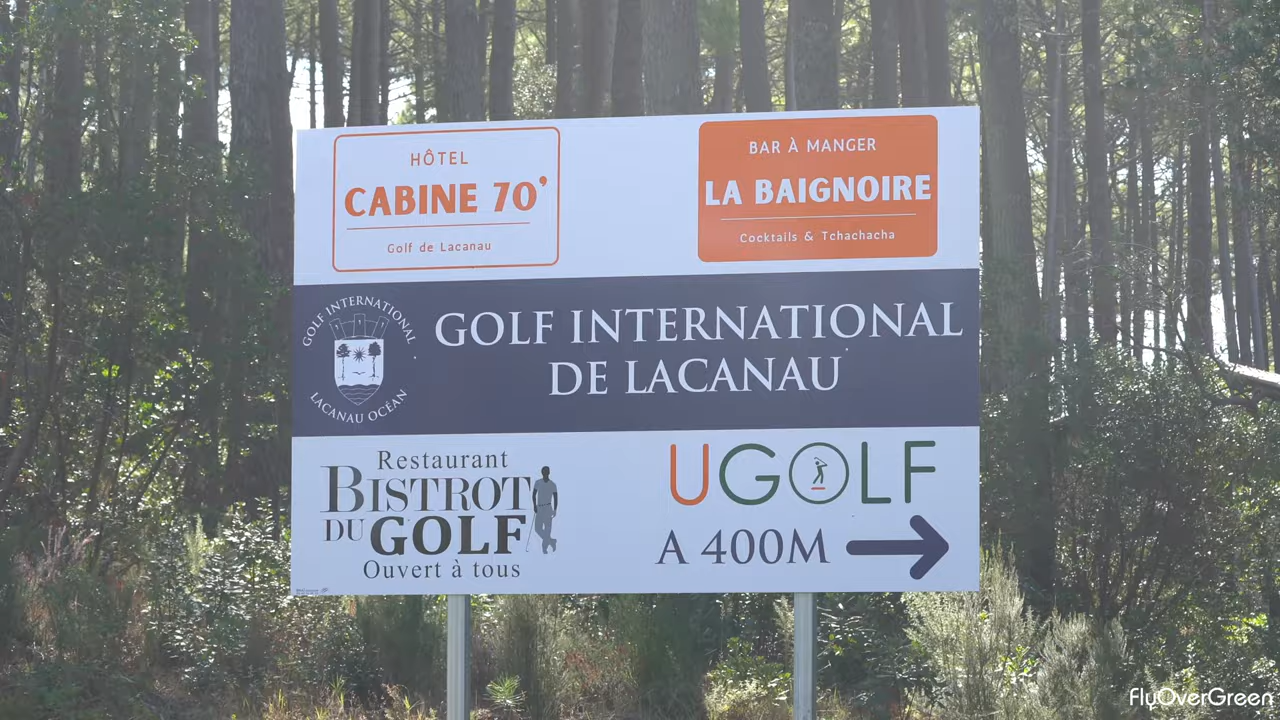 HÔTEL
CABINE 70'
Golf de Lacanau
BAR À MANGER
LA BAIGNOIRE
Cocktails & Tchachacha
GOLF INTERNATIONAL
LACANAU OCÉAN
GOLF INTERNATIONAL
DE LACANAU
Restaurant
BISTROT
DU GOLF
Ouvert à tous
UGOLF
A 400M
FlyOverGreen